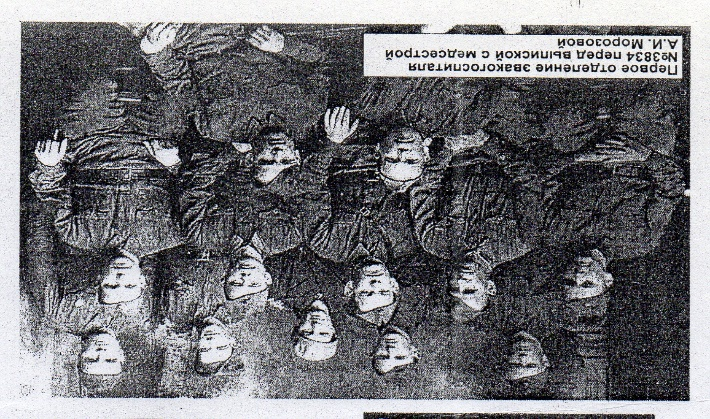 Первое отделение эвакогоспиталя
№3834 перед выпиской с медсестрой
А.И. Морозовой